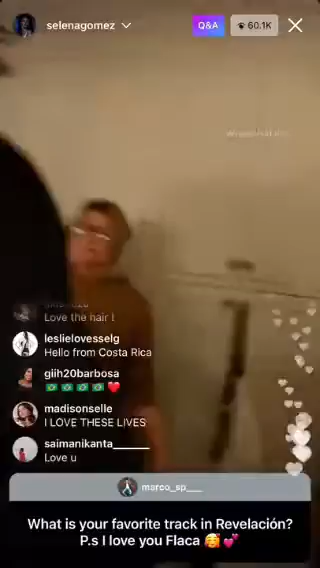 selenagomez
Q&A
60.1K
Love the hair !
leslielovesselg
Hello from Costa Rica
giih20barbosa
🇧🇷 🇧🇷 🇧🇷 🇧🇷 ❤️
madisonselle
I LOVE THESE LIVES
saimanikanta______
Love u
marco_sp___
What is your favorite track in Revelación?
P.s I love you Flaca 🥰 💕